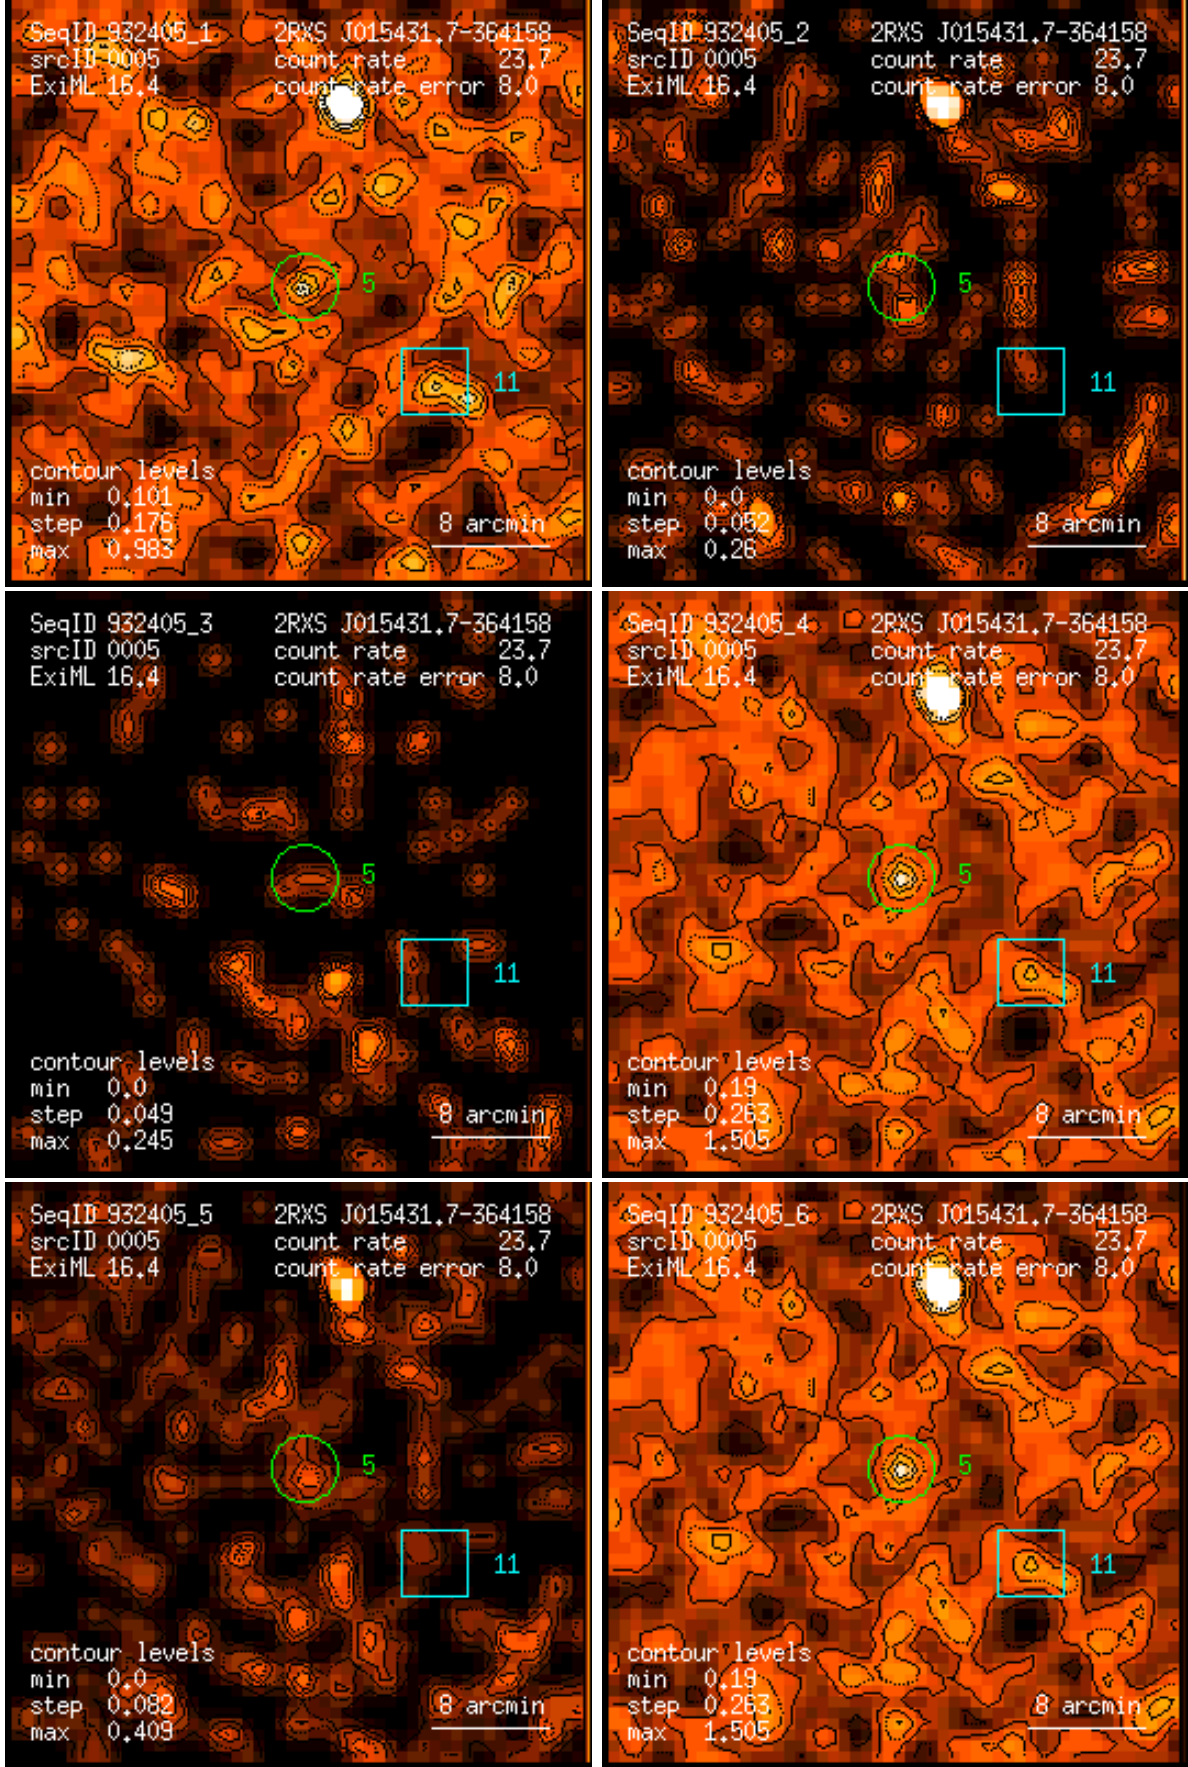 SeqID 932405_1 2RXS J015431.7-364158
srcID 0005 count rate 23.7
ExiML 16.4 count rate error 8.0
5
11
contour levels
min 0.101
step 0.176
max 0.983
8 arcmin
SeqID 932405_2 2RXS J015431.7-364158
srcID 0005 count rate 23.7
ExiML 16.4 count rate error 8.0
5
11
contour levels
min 0.0
step 0.052
max 0.26
8 arcmin
SeqID 932405_3 2RXS J015431.7-364158
srcID 0005 count rate 23.7
ExiML 16.4 count rate error 8.0
5
11
contour levels
min 0.0
step 0.049
max 0.245
8 arcmin
SeqID 932405_4 2RXS J015431.7-364158
srcID 0005 count rate 23.7
ExiML 16.4 count rate error 8.0
5
11
contour levels
min 0.19
step 0.263
max 1.505
8 arcmin
SeqID 932405_5 2RXS J015431.7-364158
srcID 0005 count rate 23.7
ExiML 16.4 count rate error 8.0
5
11
contour levels
min 0.0
step 0.082
max 0.409
8 arcmin
SeqID 932405_6 2RXS J015431.7-364158
srcID 0005 count rate 23.7
ExiML 16.4 count rate error 8.0
5
11
contour levels
min 0.19
step 0.263
max 1.505
8 arcmin